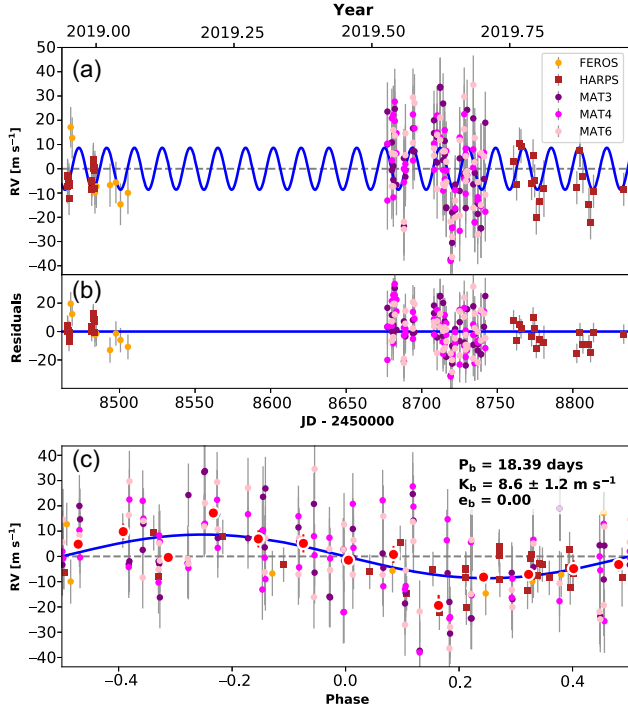 Year
2019.00 2019.25 2019.50 2019.75
(a)
FEROS
HARPS
MAT3
MAT4
MAT6
RV [m s⁻¹]
50
40
30
20
10
0
−10
−20
−30
−40
(b)
Residuals
20
0
−20
8500 8550 8600 8650 8700 8750 8800
JD - 2450000
(c)
P_b = 18.39 days
K_b = 8.6 ± 1.2 m s⁻¹
e_b = 0.00
RV [m s⁻¹]
40
30
20
10
0
−10
−20
−30
−40
−0.4 −0.2 0.0 0.2 0.4
Phase